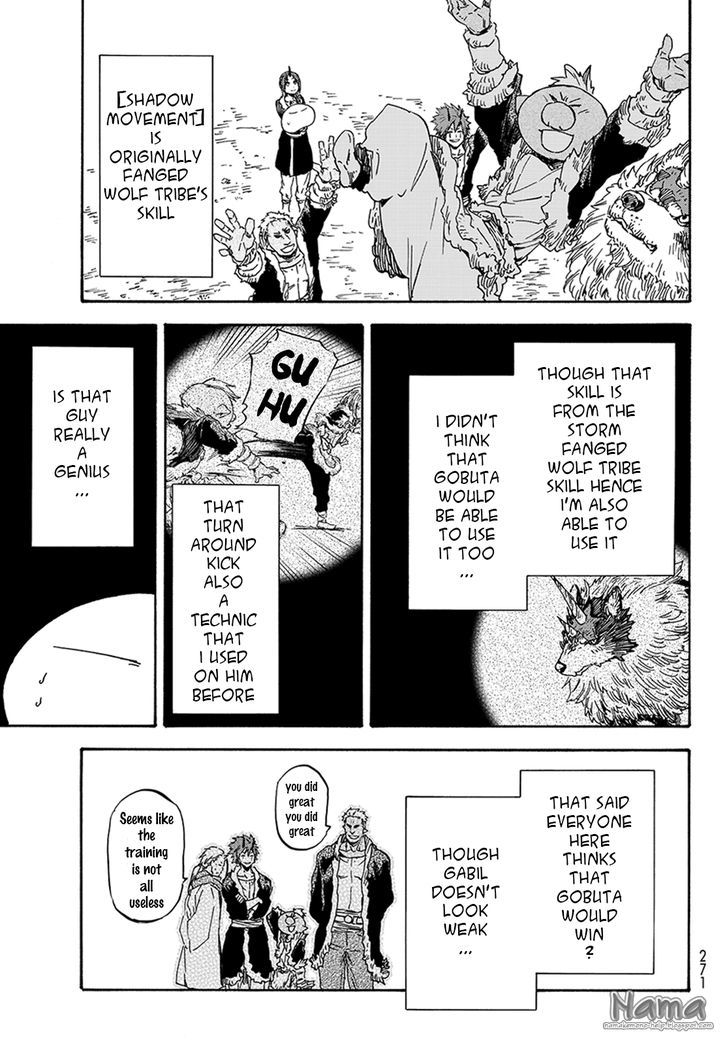 [SHADOW
MOVEMENT]
IS
ORIGINALLY
FANGED
WOLF TRIBE'S
SKILL
THOUGH THAT
SKILL IS
FROM THE
STORM
FANGED
WOLF TRIBE
SKILL HENCE
I'M ALSO
ABLE TO
USE IT
I DIDN'T
THINK
THAT
GOBUTA
WOULD
BE ABLE
TO USE
IT TOO
...
GU
HU
THAT
TURN
AROUND
KICK
ALSO
A
TECHNIC
THAT
I USED
ON HIM
BEFORE
IS THAT
GUY
REALLY
A
GENIUS
...
THAT SAID
EVERYONE
HERE
THINKS
THAT
GOBUTA
WOULD
WIN
?
THOUGH
GABIL
DOESN'T
LOOK
WEAK
...
you did
great
you did
great
Seems like
the
training
is not
all
useless
271
Nama
namakemono-help.blogspot.com